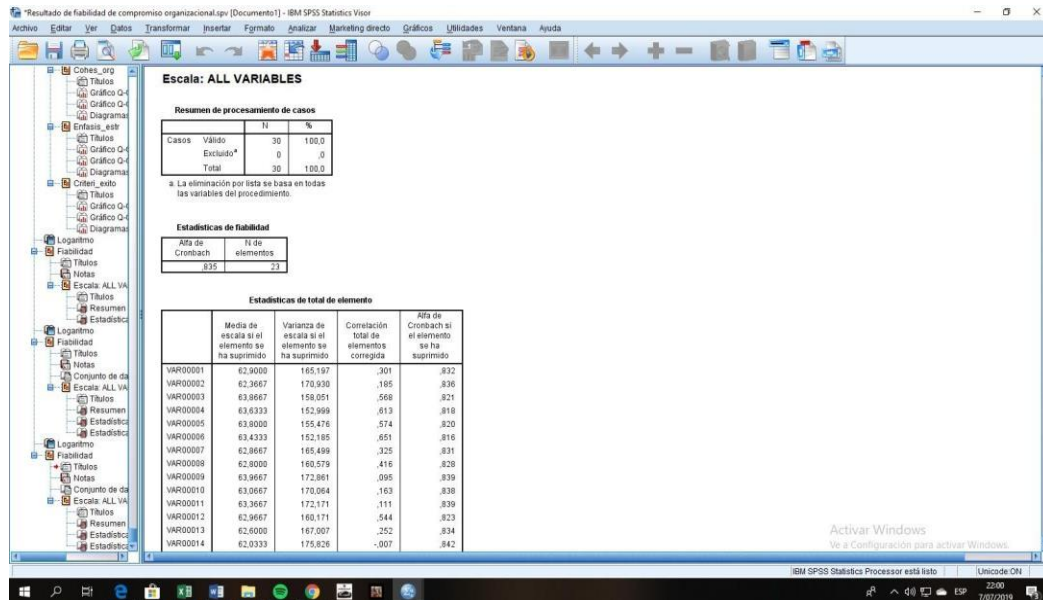 *Resultado de fiabilidad de compromiso organizacional.spv [Documento1] - IBM SPSS Statistics Visor
Archivo Editar Ver Datos Transformar Insertar Formato Analizar Marketing directo Gráficos Utilidades Ventana Ayuda
Cohes_org
Títulos
Gráfico Q-
Gráfico Q-
Diagramas
Enfasis_estr
Títulos
Gráfico Q-
Gráfico Q-
Diagramas
Criteri_exito
Títulos
Gráfico Q-
Gráfico Q-
Diagramas
Logaritmo
Fiabilidad
Títulos
Notas
Escala: ALL VA
Títulos
Resumen
Estadística
Logaritmo
Fiabilidad
Títulos
Notas
Conjunto de da
Escala: ALL VA
Títulos
Resumen
Estadística
Estadística
Logaritmo
Fiabilidad
Títulos
Notas
Conjunto de da
Escala: ALL VA
Títulos
Resumen
Estadística
Estadística
Escala: ALL VARIABLES
Resumen de procesamiento de casos
N %
Casos Válido 30 100,0
Excluido a 0 ,0
Total 30 100,0
a. La eliminación por lista se basa en todas
las variables del procedimiento.
Estadísticas de fiabilidad
Alfa de Cronbach N de elementos
,835 23
Estadísticas de total de elemento
Media de escala si el elemento se ha suprimido Varianza de escala si el elemento se ha suprimido Correlación total de elementos corregida Alfa de Cronbach si el elemento se ha suprimido
VAR00001 62,9000 165,197 ,301 ,832
VAR00002 62,3667 170,930 ,185 ,836
VAR00003 63,8667 158,051 ,568 ,821
VAR00004 63,6333 152,999 ,613 ,818
VAR00005 63,8000 155,476 ,574 ,820
VAR00006 63,4333 152,185 ,651 ,816
VAR00007 62,8667 165,499 ,325 ,831
VAR00008 62,8000 160,579 ,416 ,828
VAR00009 63,9667 172,861 ,095 ,839
VAR00010 63,0667 170,064 ,163 ,838
VAR00011 63,3667 172,171 ,111 ,839
VAR00012 62,9667 160,171 ,544 ,823
VAR00013 62,6000 167,007 ,252 ,834
VAR00014 62,0333 175,826 -,007 ,842
Activar Windows
Ve a Configuración para activar Windows.
IBM SPSS Statistics Processor está listo Unicode:ON
ESP
22:00
7/07/2019